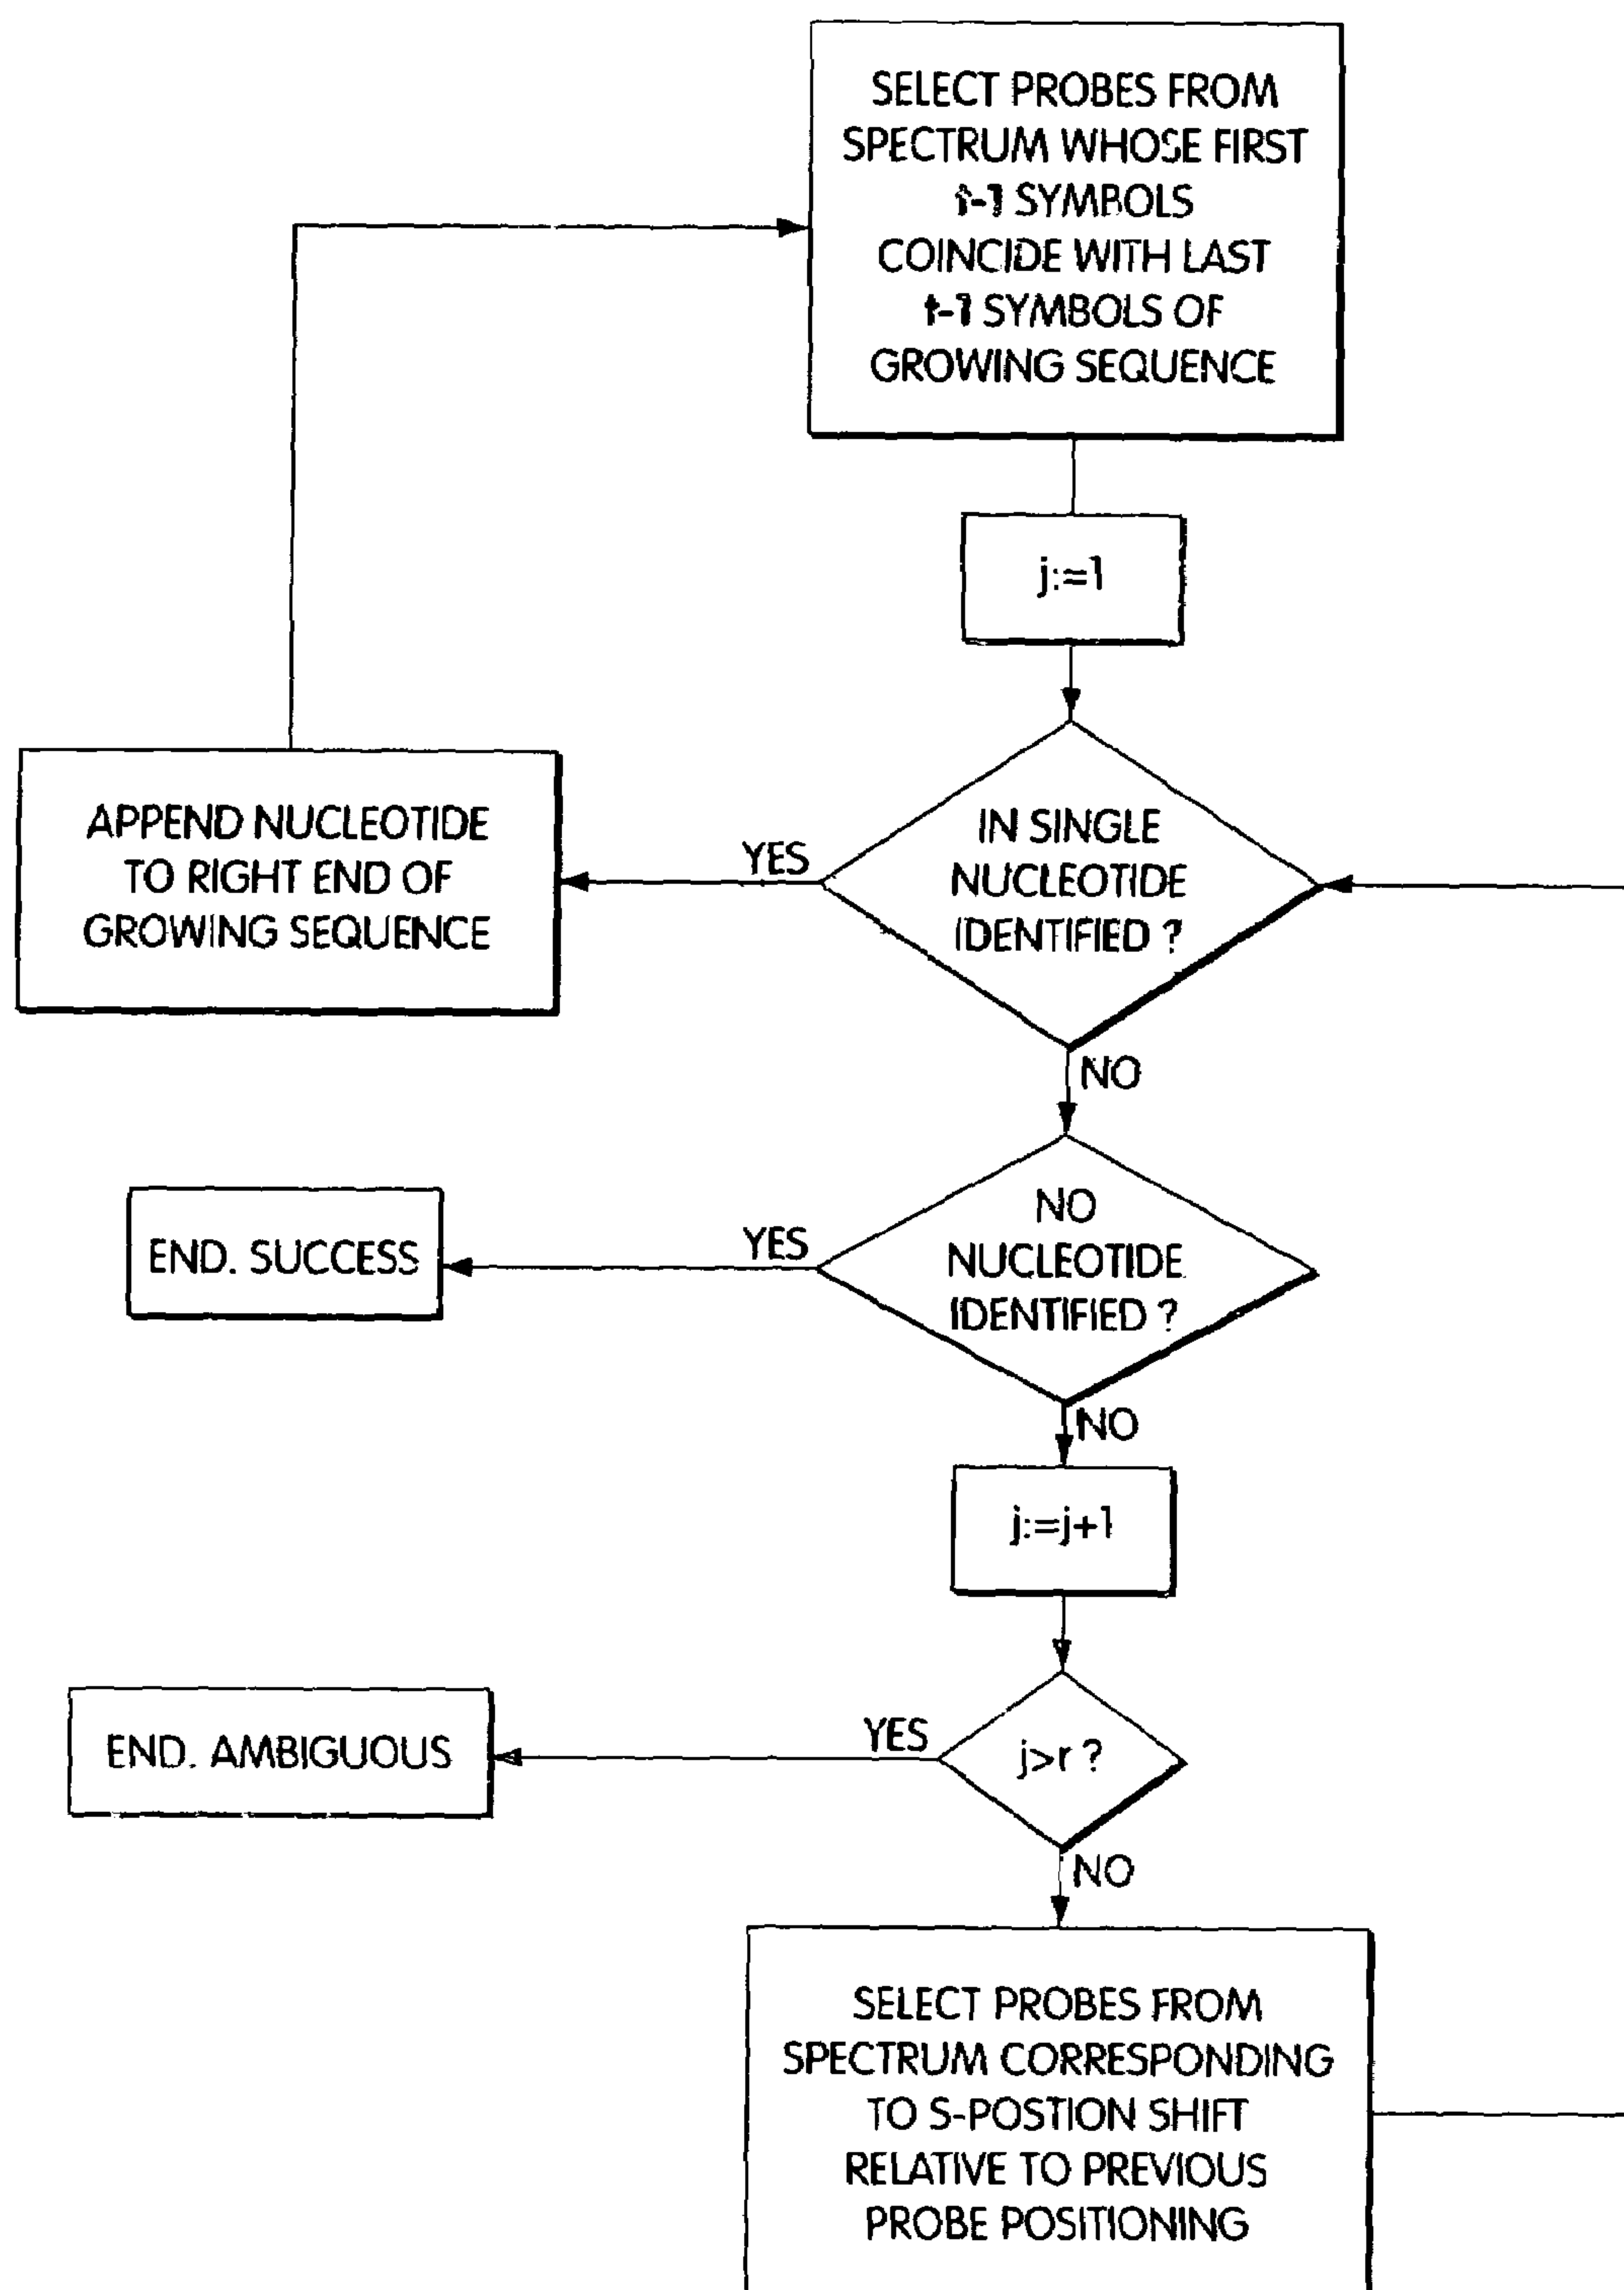 SELECT PROBES FROM
SPECTRUM WHOSE FIRST
t-1 SYMBOLS
COINCIDE WITH LAST
t-1 SYMBOLS OF
GROWING SEQUENCE
j:=1
APPEND NUCLEOTIDE
TO RIGHT END OF
GROWING SEQUENCE
YES
IN SINGLE
NUCLEOTIDE
IDENTIFIED ?
NO
END. SUCCESS
YES
NO
NUCLEOTIDE
IDENTIFIED ?
NO
j:=j+1
END. AMBIGUOUS
YES
j>r ?
NO
SELECT PROBES FROM
SPECTRUM CORRESPONDING
TO S-POSTION SHIFT
RELATIVE TO PREVIOUS
PROBE POSITIONING